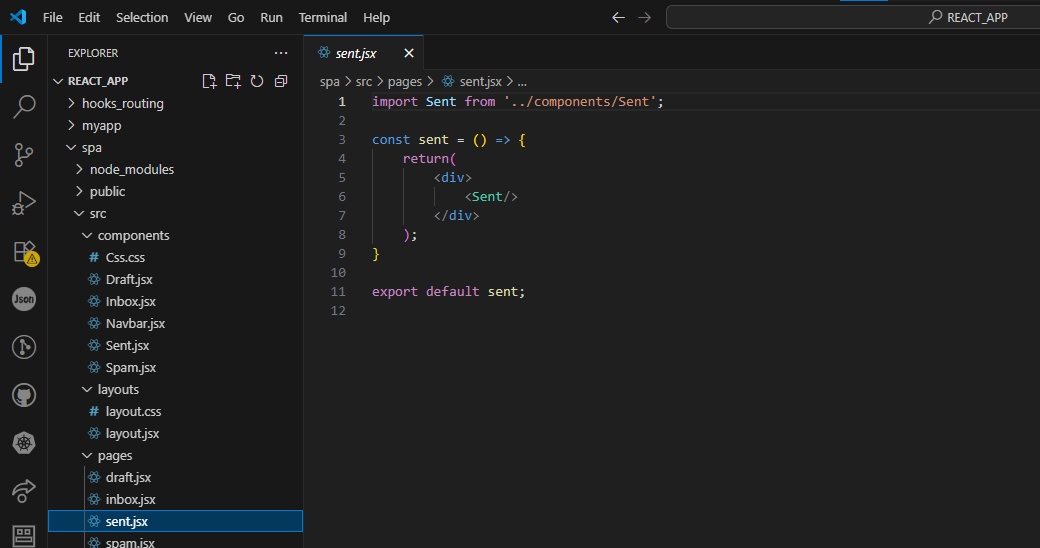 File Edit Selection View Go Run Terminal Help
REACT_APP
EXPLORER
REACT_APP
hooks_routing
myapp
spa
node_modules
public
src
components
# Css.css
Draft.jsx
Inbox.jsx
Navbar.jsx
Sent.jsx
Spam.jsx
layouts
# layout.css
layout.jsx
pages
draft.jsx
inbox.jsx
sent.jsx
spam.jsx
Json
sent.jsx
spa > src > pages > sent.jsx > ...
1 import Sent from '../components/Sent';
2
3 const sent = () => {
4 return(
5 <div>
6 <Sent/>
7 </div>
8 );
9 }
10
11 export default sent;
12